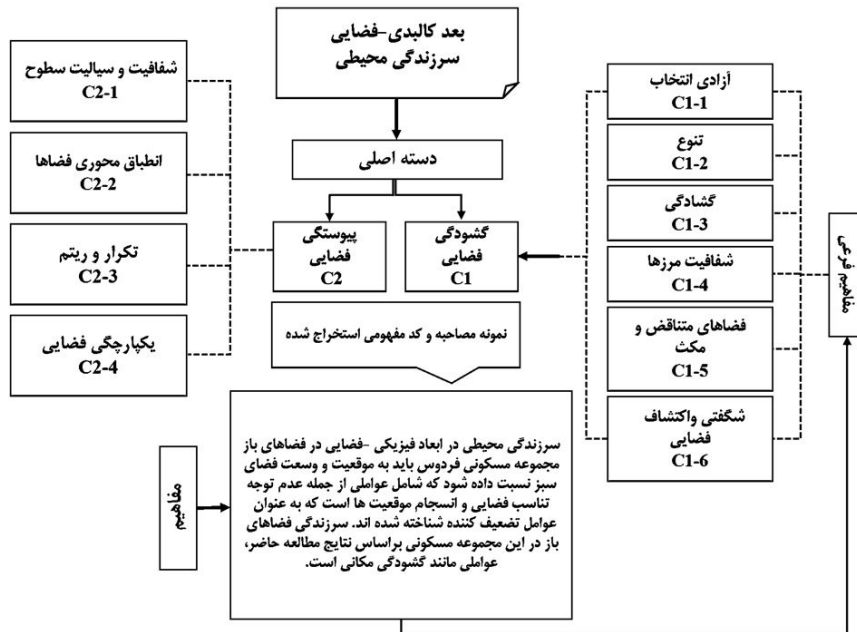 بعد کالبدی-فضایی
سرزندگی محیطی
دسته اصلی
گشودگی
فضایی
C1
پیوستگی
فضایی
C2
آزادی انتخاب
C1-1
تنوع
C1-2
گشادگی
C1-3
شفافیت مرزها
C1-4
فضاهای متناقض و
مکث
C1-5
شگفتی واکتشاف
فضایی
C1-6
مفاهیم فرعی
شفافیت و سیالیت سطوح
C2-1
انطباق محوری فضاها
C2-2
تکرار و ریتم
C2-3
یکپارچگی فضایی
C2-4
نمونه مصاحبه و کد مفهومی استخراج شده
مفاهیم
سرزندگی محیطی در ابعاد فیزیکی -فضایی در فضاهای باز
مجموعه مسکونی فردوس باید به موقعیت و وسعت فضای
سبز نسبت داده شود که شامل عواملی از جمله عدم توجه
تناسب فضایی و انسجام موقعیت ها است که به عنوان
عوامل تضعیف کننده شناخته شده اند. سرزندگی فضاهای
باز در این مجموعه مسکونی براساس نتایج مطالعه حاضر،
عواملی مانند گشودگی مکانی است.